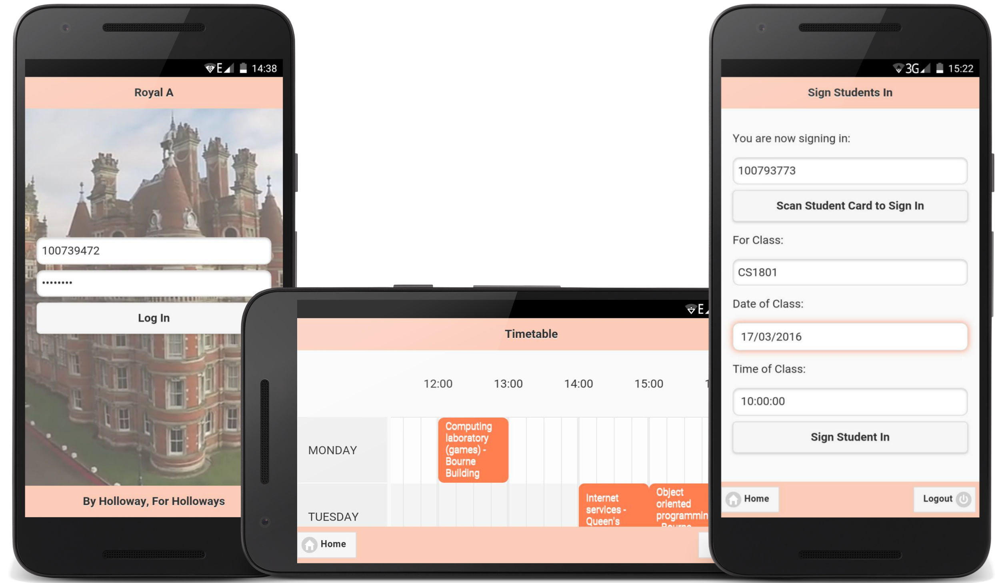 E 14:38
Royal A
100739472
••••••••
Log In
By Holloway, For Holloways
E
Timetable
12:00 13:00 14:00 15:00
MONDAY
Computing
laboratory
(games) -
Bourne
Building
TUESDAY
Internet
services -
Queen's
Object
oriented
programmin
- Bourne
Home
3G 15:22
Sign Students In
You are now signing in:
100793773
Scan Student Card to Sign In
For Class:
CS1801
Date of Class:
17/03/2016
Time of Class:
10:00:00
Sign Student In
Home
Logout